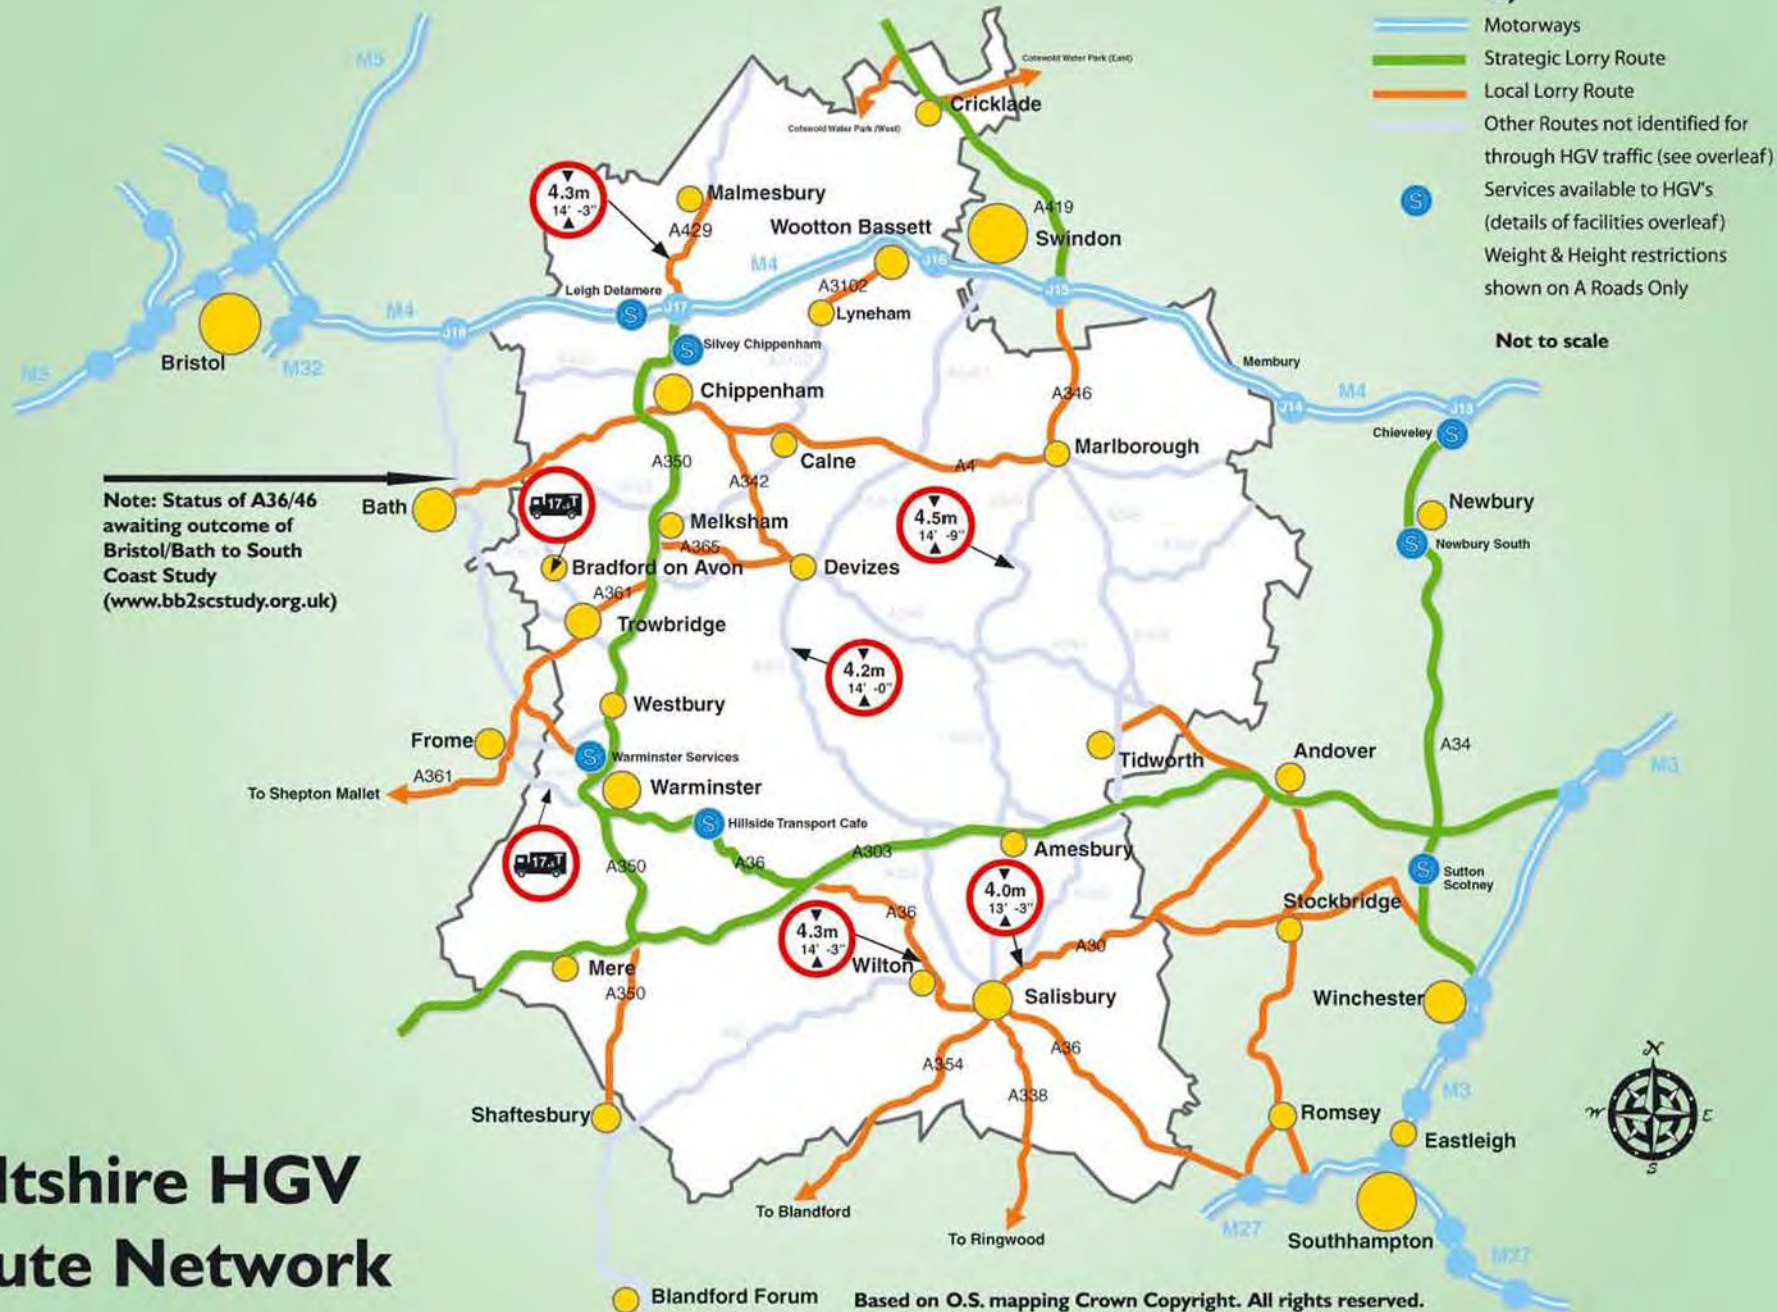 Motorways
Strategic Lorry Route
Local Lorry Route
Other Routes not identified for
through HGV traffic (see overleaf)
S
Services available to HGV's
(details of facilities overleaf)
Weight & Height restrictions
shown on A Roads Only
Not to scale
M5
Cotswold Water Park (East)
Cricklade
Cotswold Water Park (West)
4.3m
14' -3"
Malmesbury
A429
Wootton Bassett
A419
Swindon
M4
J16
Leigh Delamere
S
J17
A3102
Lyneham
J15
M4
J18
Bristol
M32
M5
S
Silvey Chippenham
Membury
Chippenham
A346
J14
M4
J13
Chieveley
S
Marlborough
Calne
A4
A350
A342
Note: Status of A36/46
awaiting outcome of
Bristol/Bath to South
Coast Study
(www.bb2scstudy.org.uk)
Bath
Newbury
S
Newbury South
Melksham
4.5m
14' -9"
A365
Bradford on Avon
Devizes
A361
Trowbridge
4.2m
14' -0"
Westbury
Frome
S
Warminster Services
Tidworth
Andover
A34
M3
A361
To Shepton Mallet
Warminster
S
Hillside Transport Cafe
A303
Amesbury
A350
A36
S
Sutton
Scotney
4.0m
13' -3"
Stockbridge
4.3m
14' -3"
A36
A30
Wilton
Mere
A350
Salisbury
Winchester
A354
A36
A338
N
W
E
S
M3
Shaftesbury
Romsey
Eastleigh
To Blandford
To Ringwood
M27
Southhampton
M27
ltshire HGV
ute Network
Blandford Forum
Based on O.S. mapping Crown Copyright. All rights reserved.